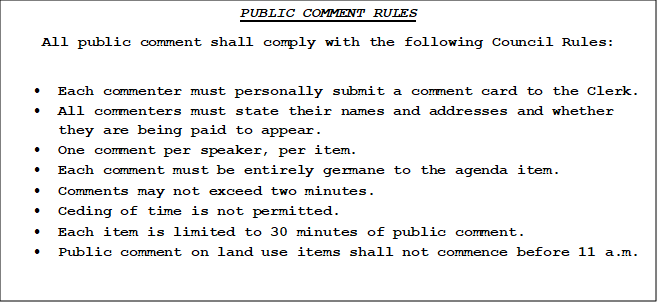 PUBLIC COMMENT RULES
All public comment shall comply with the following Council Rules:
• Each commenter must personally submit a comment card to the Clerk.
• All commenters must state their names and addresses and whether
they are being paid to appear.
• One comment per speaker, per item.
• Each comment must be entirely germane to the agenda item.
• Comments may not exceed two minutes.
• Ceding of time is not permitted.
• Each item is limited to 30 minutes of public comment.
• Public comment on land use items shall not commence before 11 a.m.